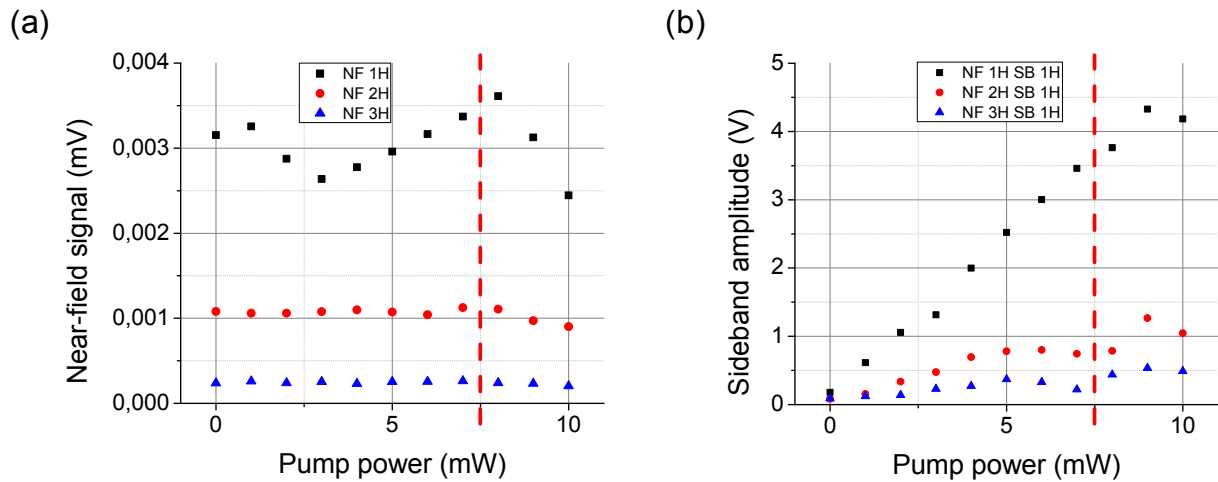 (a)
0,004
0,003
0,002
0,001
0,000
Near-field signal (mV)
NF 1H
NF 2H
NF 3H
0
5
10
Pump power (mW)
(b)
5
4
3
2
1
0
Sideband amplitude (V)
NF 1H SB 1H
NF 2H SB 1H
NF 3H SB 1H
0
5
10
Pump power (mW)